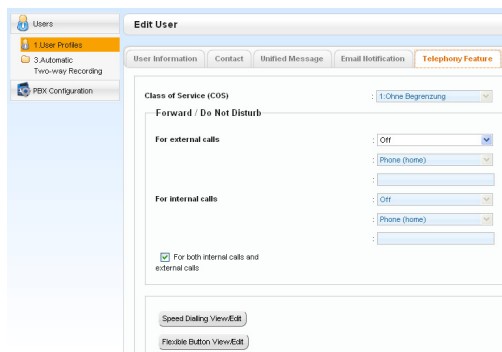 Users
1.User Profiles
3.Automatic
Two-way Recording
PBX Configuration
Edit User
User Information
Contact
Unified Message
Email Notification
Telephony Feature
Class of Service (COS)
: 1:Ohne Begrenzung
Forward / Do Not Disturb
For external calls
: Off
: Phone (home)
:
For internal calls
: Off
: Phone (home)
:
For both internal calls and
external calls
Speed Dialling View/Edit
Flexible Button View/Edit